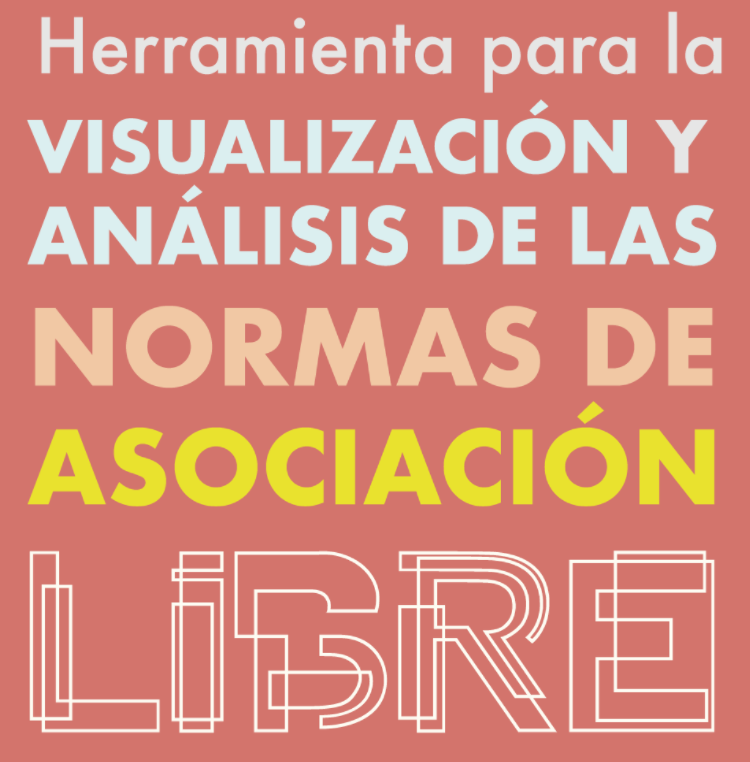 Herramienta para la
VISUALIZACIÓN Y
ANÁLISIS DE LAS
NORMAS DE
ASOCIACIÓN
LiBRE